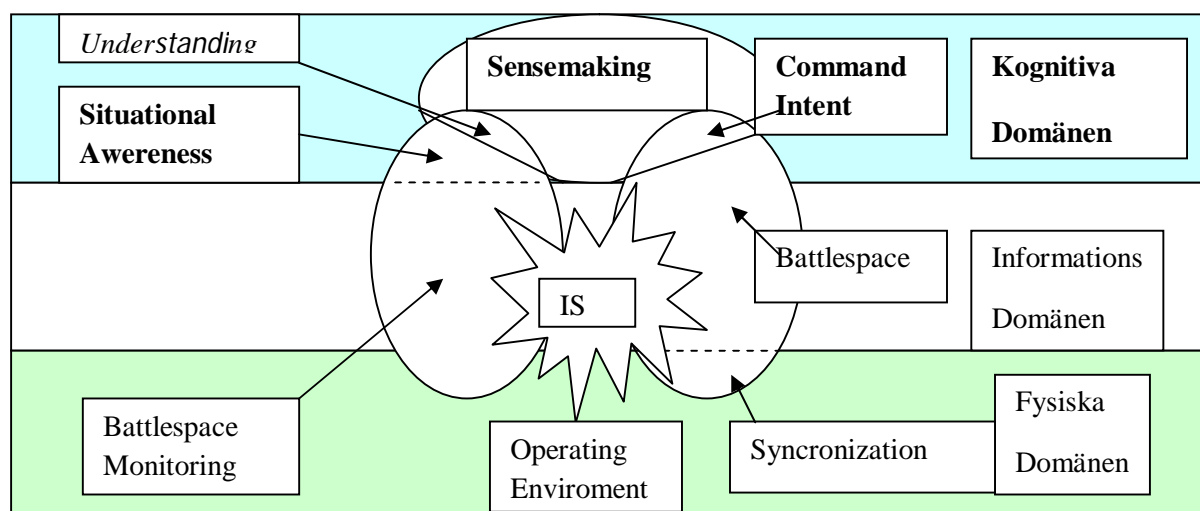 Understanding
Sensemaking
Command
Intent
Kognitiva
Domänen
Situational
Awereness
Battlespace
Informations
Domänen
IS
Battlespace
Monitoring
Operating
Enviroment
Syncronization
Fysiska
Domänen